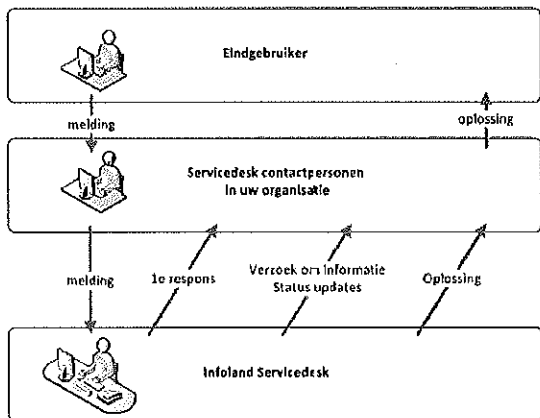 Eindgebruiker
melding
oplossing
Servicedesk contactpersonen
in uw organisatie
melding
1e respons
Verzoek om informatie
Status updates
Oplossing
Infoland Servicedesk